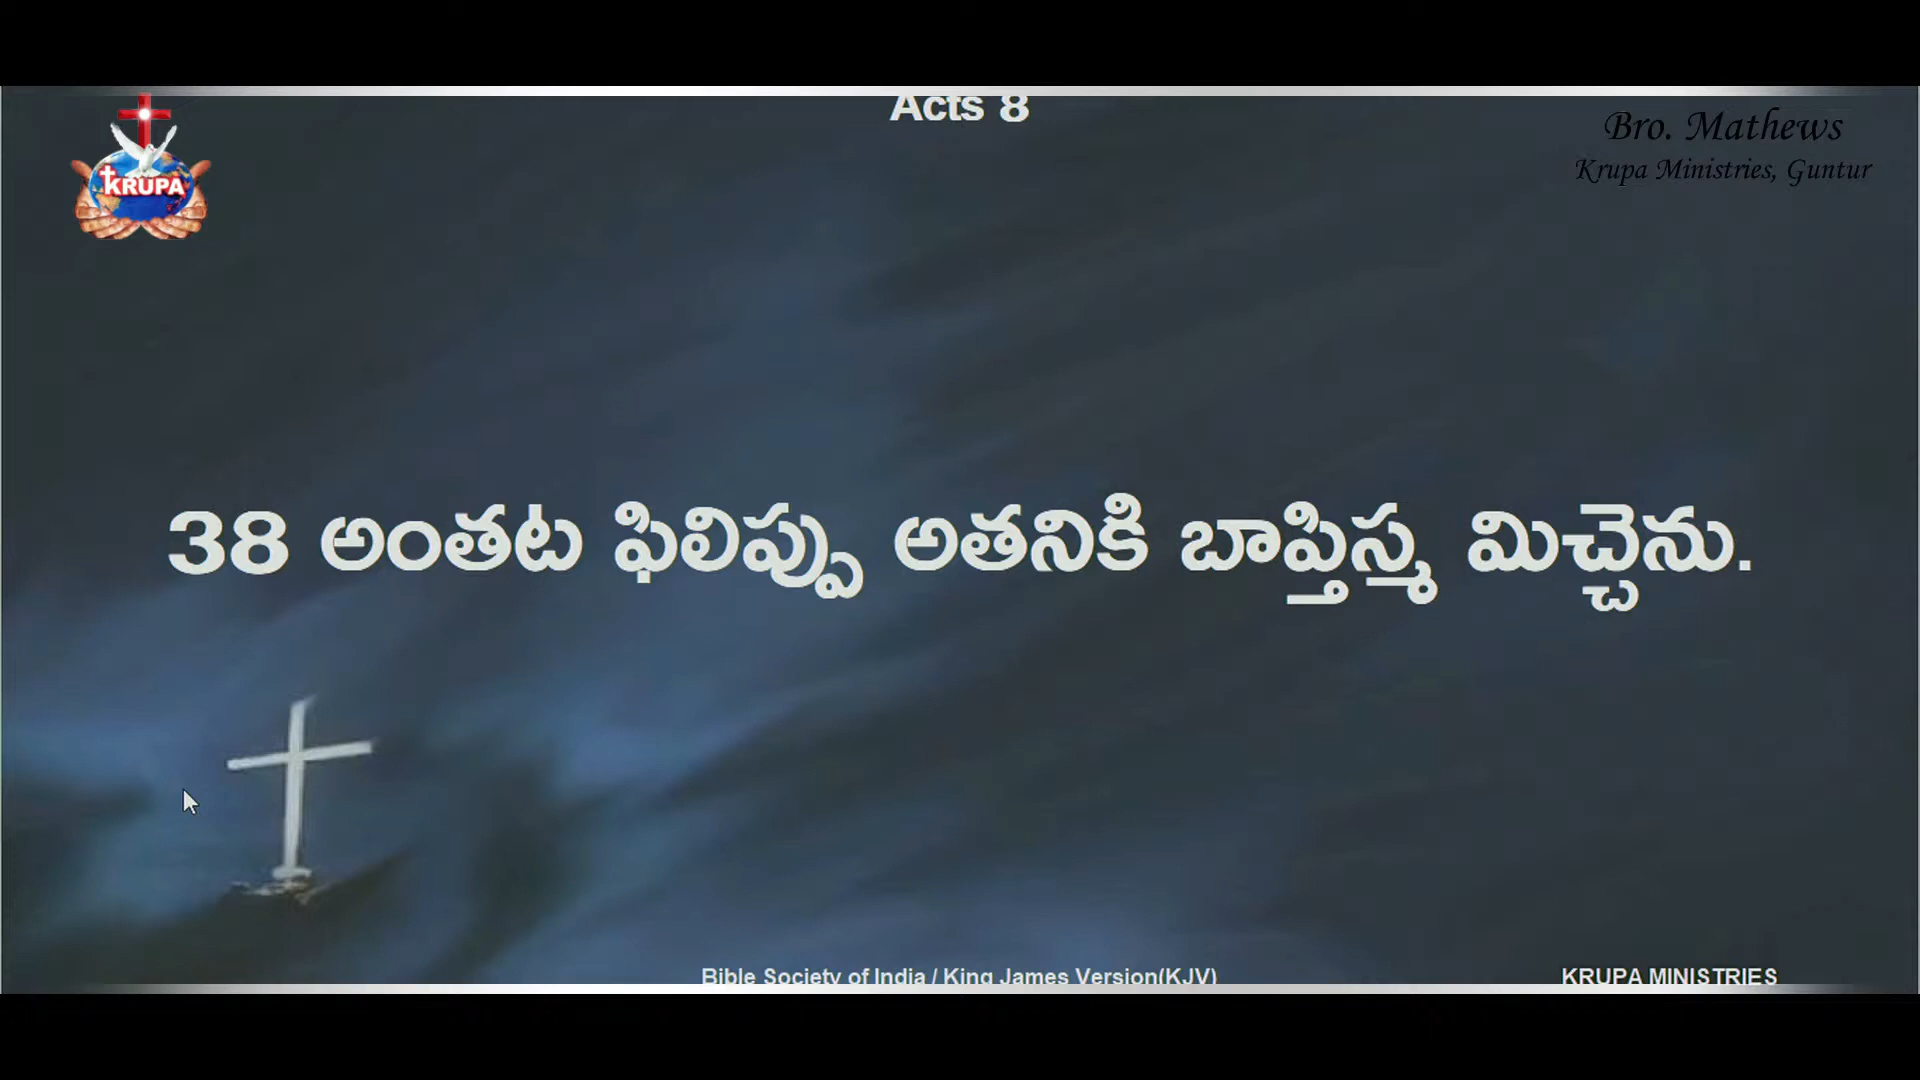 Acts 8
Bro. Mathews
Krupa Ministries, Guntur
KRUPA
38 అంతట ఫిలిప్పు అతనికి బాప్తిస్మ మిచ్చెను.
Bible Society of India / King James Version(KJV)
KRUPA MINISTRIES